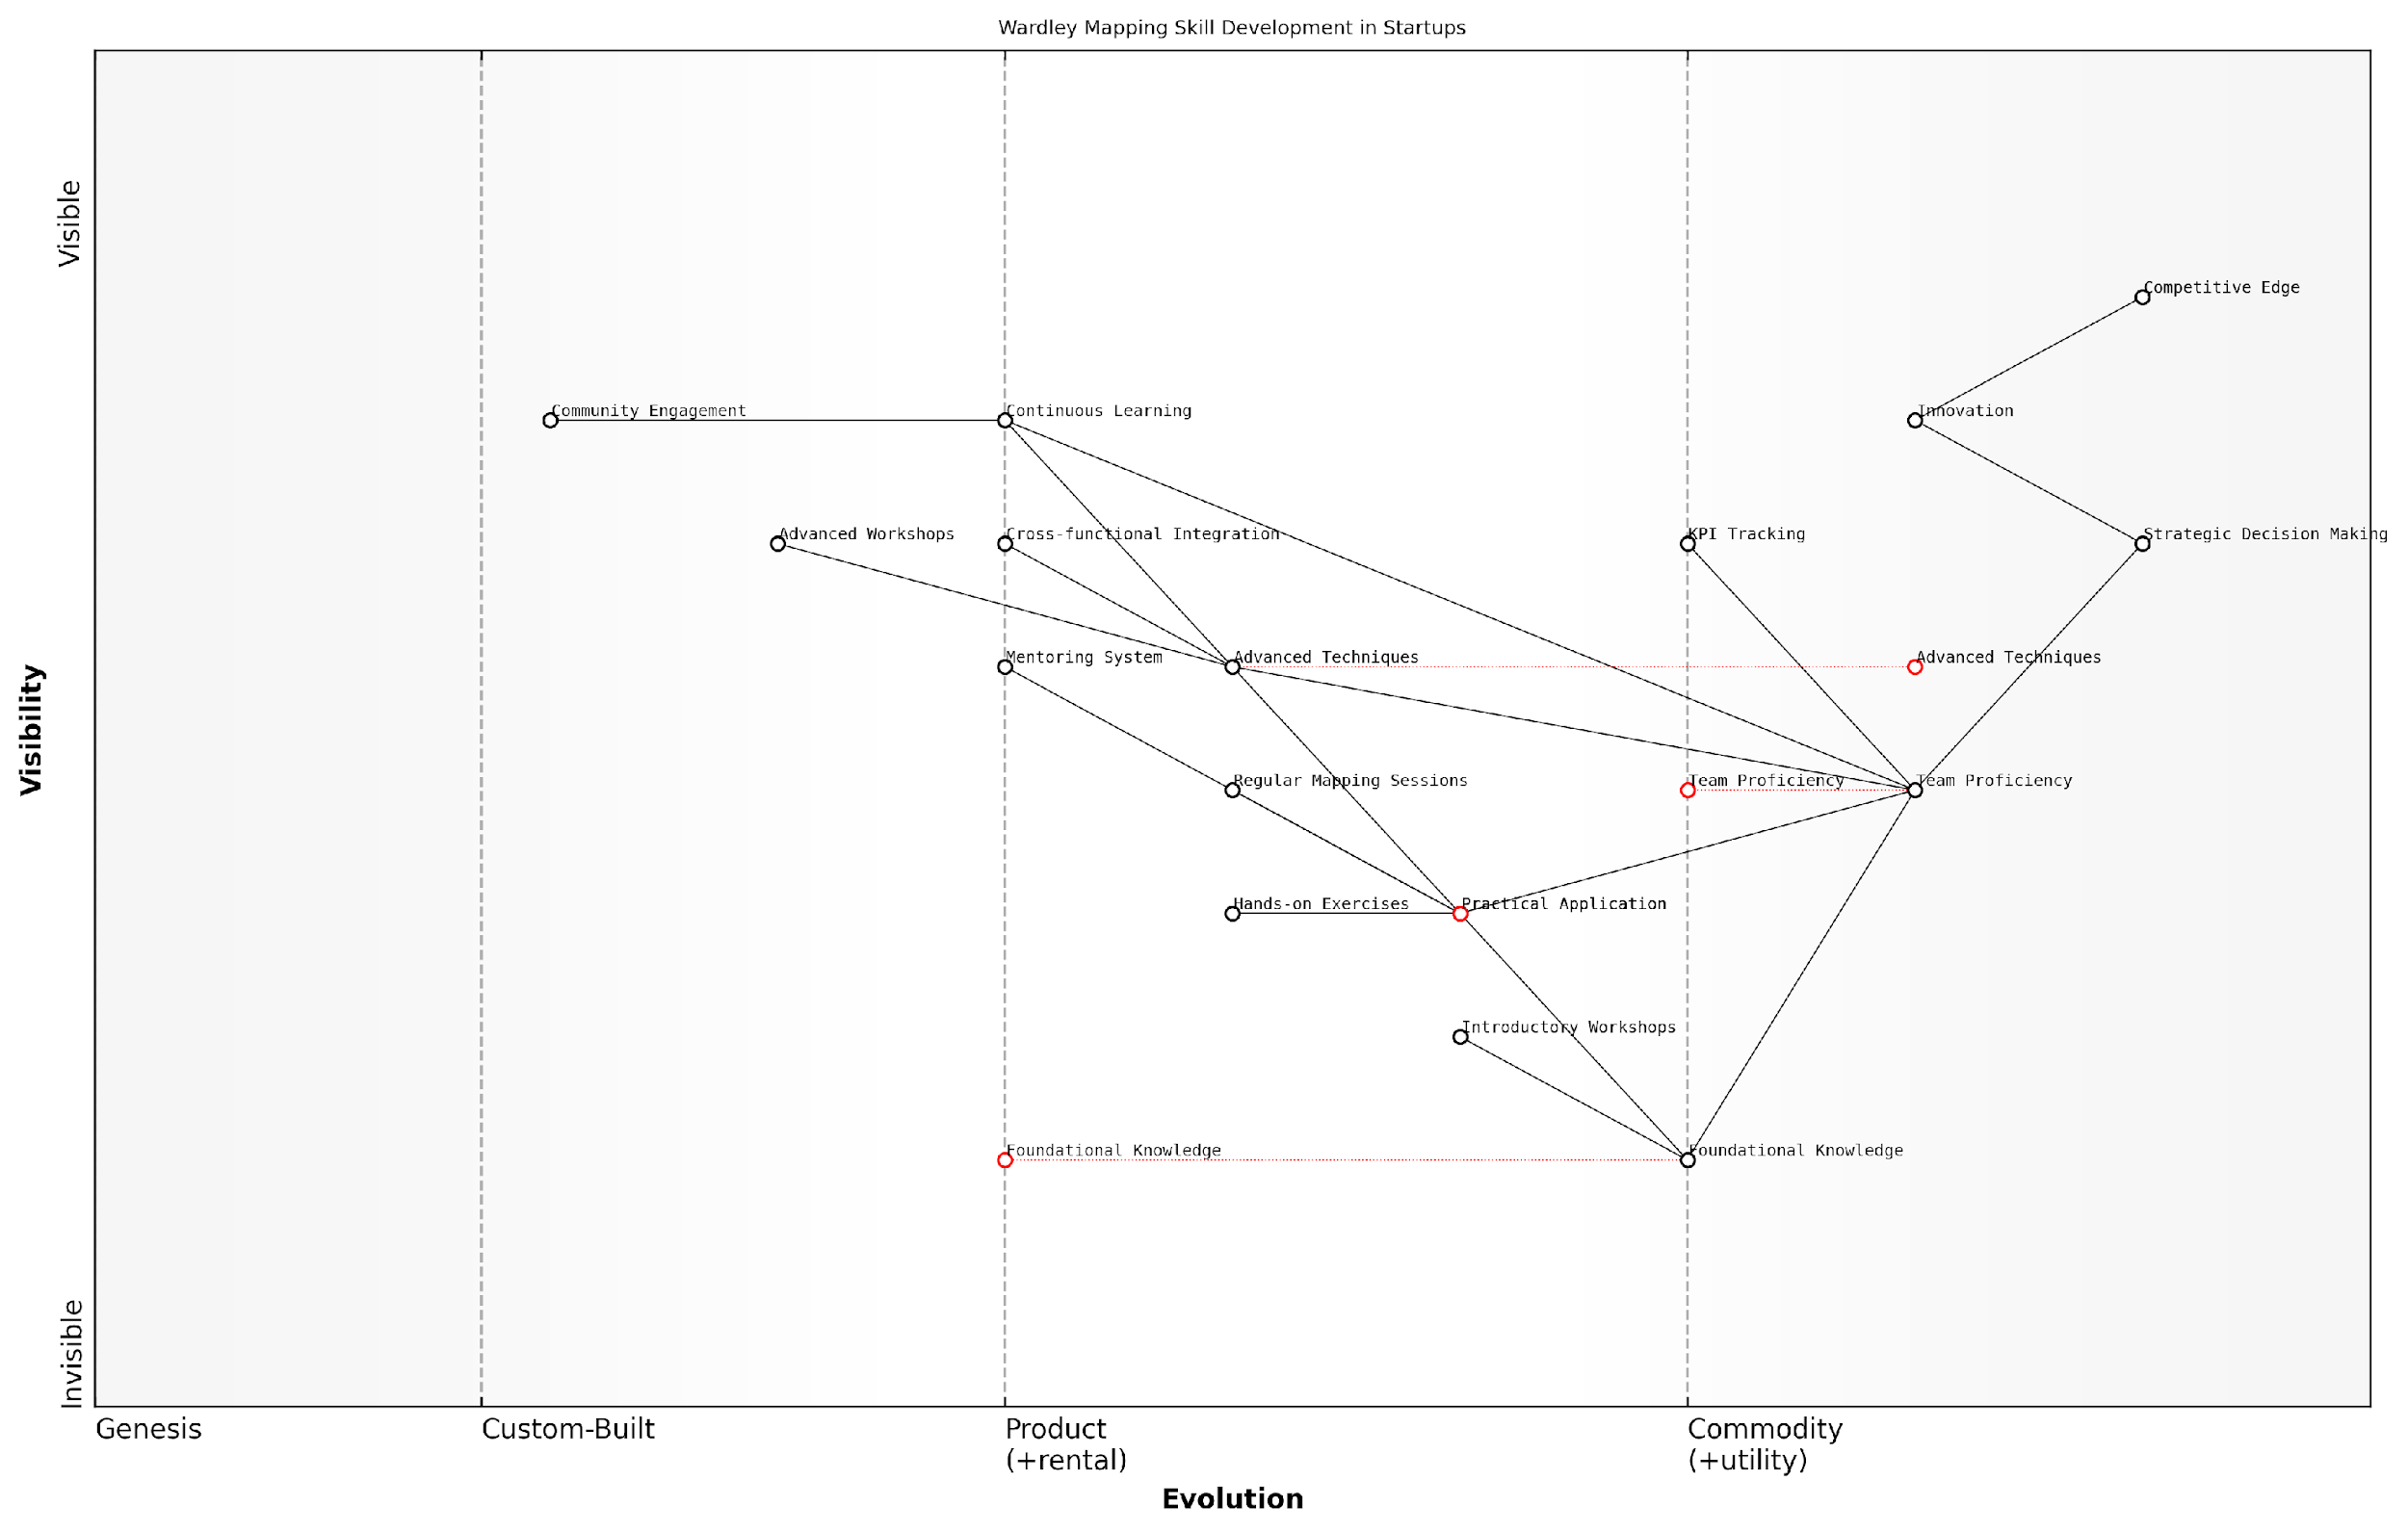 Wardley Mapping Skill Development in Startups
Visible
Visibility
Invisible
Competitive Edge
Community Engagement
Continuous Learning
Innovation
Advanced Workshops
Cross-functional Integration
KPI Tracking
Strategic Decision Making
Mentoring System
Advanced Techniques
Advanced Techniques
Regular Mapping Sessions
Team Proficiency
Team Proficiency
Hands-on Exercises
Practical Application
Introductory Workshops
Foundational Knowledge
Foundational Knowledge
Genesis
Custom-Built
Product
(+rental)
Commodity
(+utility)
Evolution